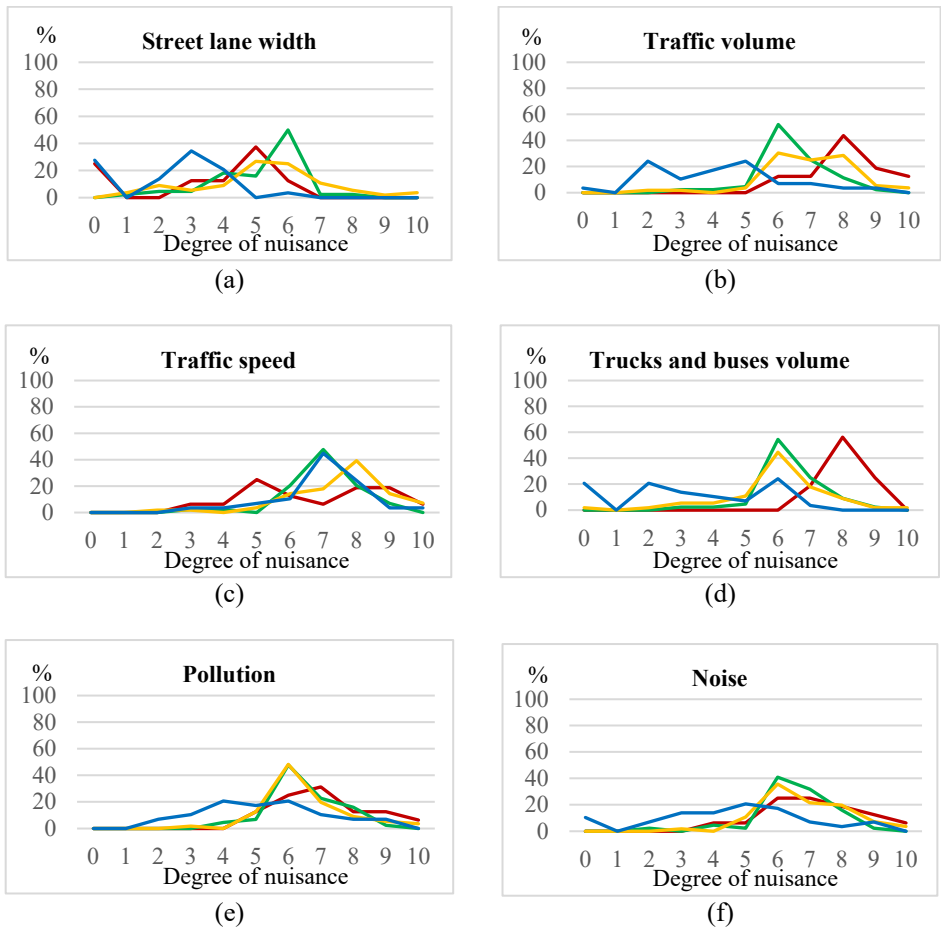 %
Street lane width
100
80
60
40
20
0
0 1 2 3 4 5 6 7 8 9 10
Degree of nuisance
(a)
%
Traffic volume
100
80
60
40
20
0
0 1 2 3 4 5 6 7 8 9 10
Degree of nuisance
(b)
%
Traffic speed
100
80
60
40
20
0
0 1 2 3 4 5 6 7 8 9 10
Degree of nuisance
(c)
%
Trucks and buses volume
100
80
60
40
20
0
0 1 2 3 4 5 6 7 8 9 10
Degree of nuisance
(d)
%
Pollution
100
80
60
40
20
0
0 1 2 3 4 5 6 7 8 9 10
Degree of nuisance
(e)
%
Noise
100
80
60
40
20
0
0 1 2 3 4 5 6 7 8 9 10
Degree of nuisance
(f)